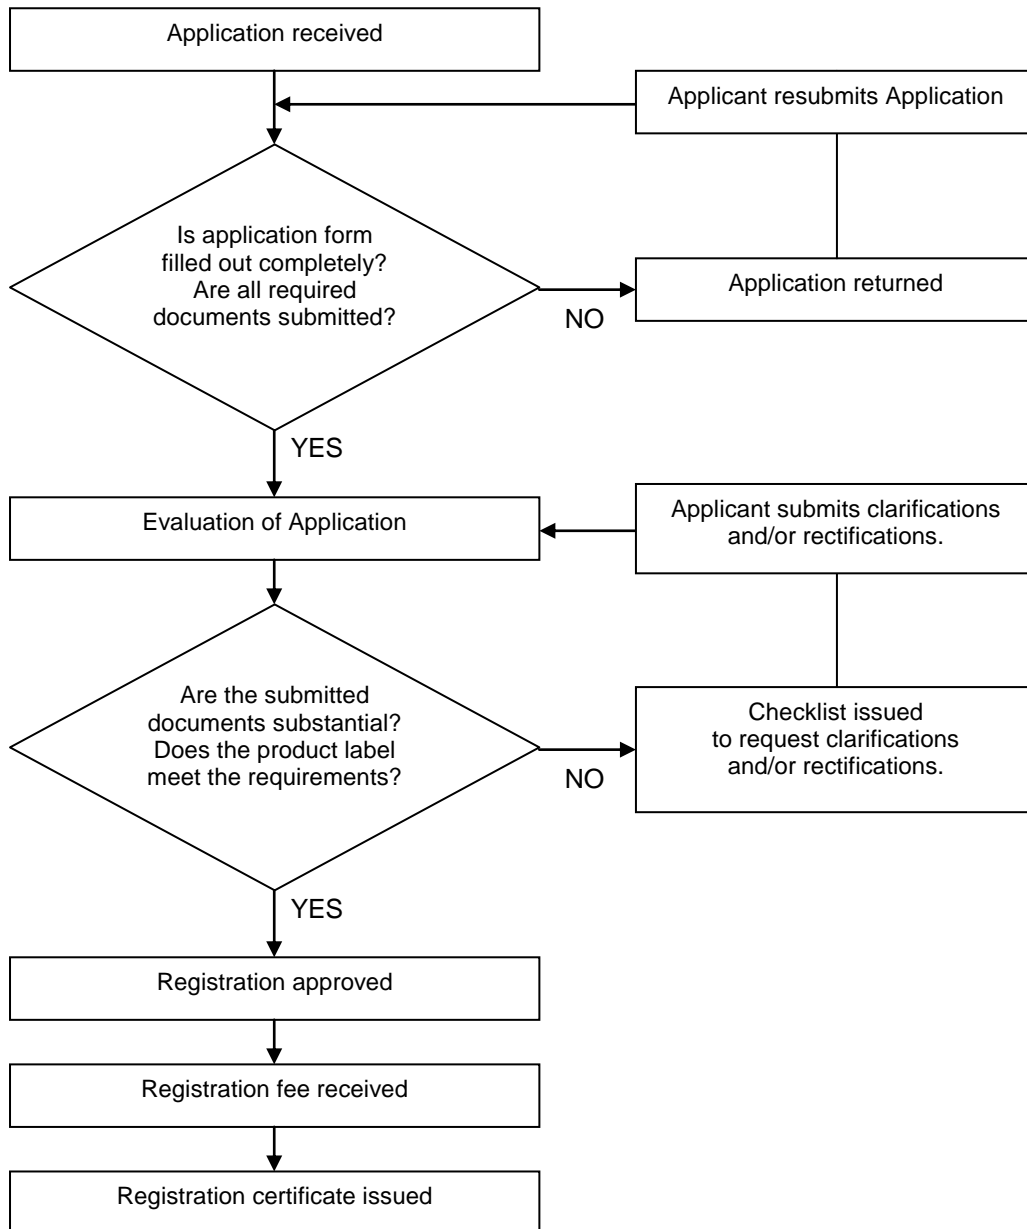 Application received
Applicant resubmits Application
Is application form
filled out completely?
Are all required
documents submitted?
NO
Application returned
YES
Evaluation of Application
Applicant submits clarifications
and/or rectifications.
Are the submitted
documents substantial?
Does the product label
meet the requirements?
NO
Checklist issued
to request clarifications
and/or rectifications.
YES
Registration approved
Registration fee received
Registration certificate issued